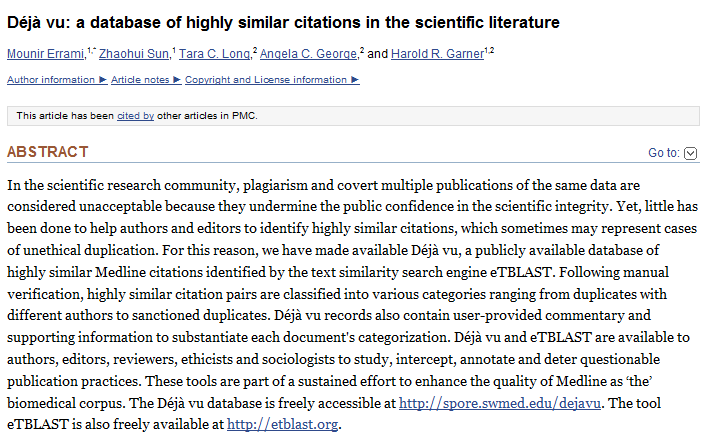 Déjà vu: a database of highly similar citations in the scientific literature
Mounir Errami,1,* Zhaohui Sun,1 Tara C. Long,2 Angela C. George,2 and Harold R. Garner1,2
Author information ► Article notes ► Copyright and License information ►
This article has been cited by other articles in PMC.
ABSTRACT Go to:
In the scientific research community, plagiarism and covert multiple publications of the same data are
considered unacceptable because they undermine the public confidence in the scientific integrity. Yet, little has
been done to help authors and editors to identify highly similar citations, which sometimes may represent cases
of unethical duplication. For this reason, we have made available Déjà vu, a publicly available database of
highly similar Medline citations identified by the text similarity search engine eTBLAST. Following manual
verification, highly similar citation pairs are classified into various categories ranging from duplicates with
different authors to sanctioned duplicates. Déjà vu records also contain user-provided commentary and
supporting information to substantiate each document's categorization. Déjà vu and eTBLAST are available to
authors, editors, reviewers, ethicists and sociologists to study, intercept, annotate and deter questionable
publication practices. These tools are part of a sustained effort to enhance the quality of Medline as ‘the’
biomedical corpus. The Déjà vu database is freely accessible at http://spore.swmed.edu/dejavu. The tool
eTBLAST is also freely available at http://etblast.org.